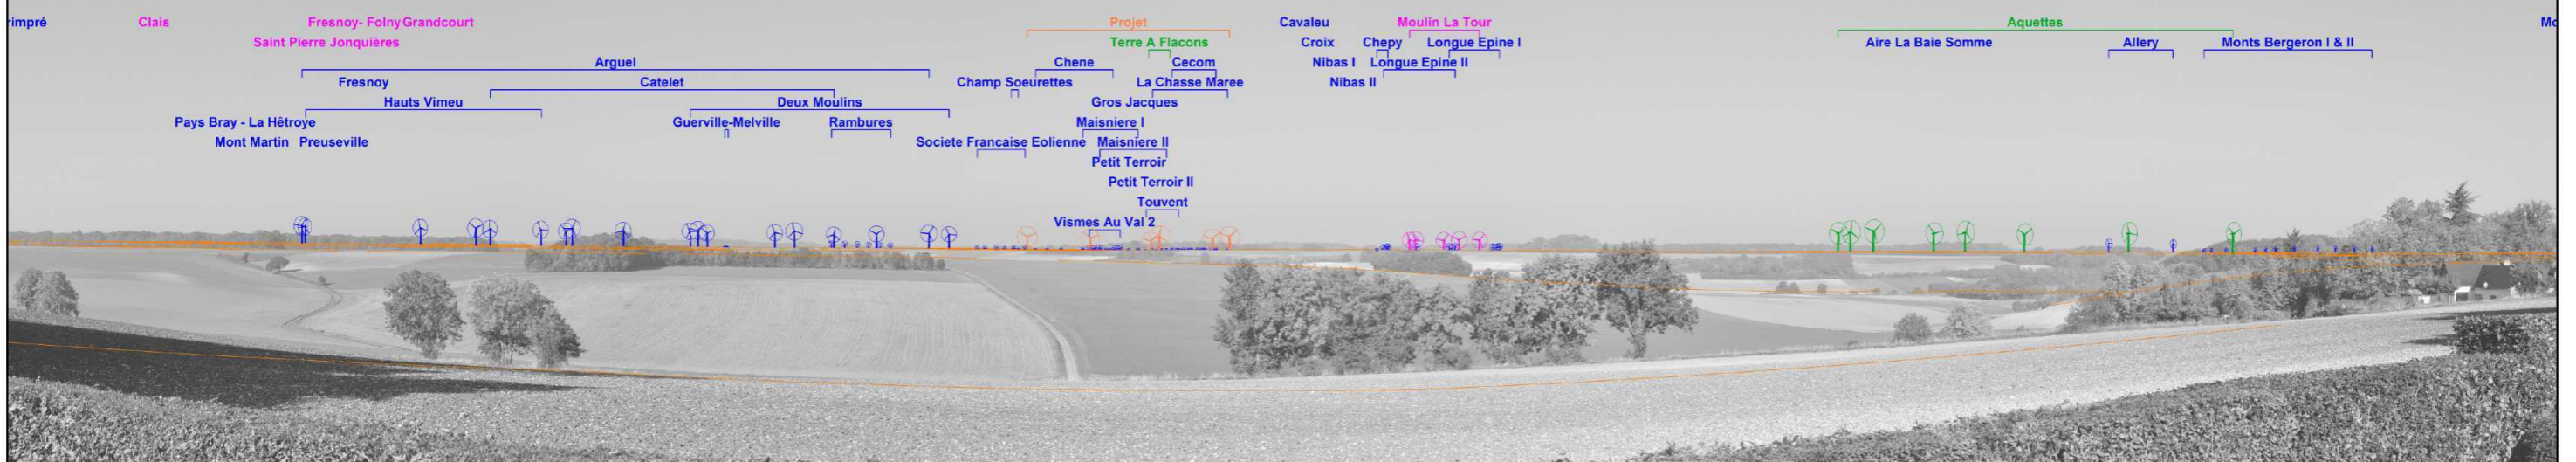 rimpré Clais Fresnoy- Folny Grandcourt Projet Cavaleu Moulin La Tour Aquettes Mo
Saint Pierre Jonquières Terre A Flacons Croix Chepy Longue Epine I Aire La Baie Somme Allery Monts Bergeron I & II
Arguel Chene Cecom Nibas I Longue Epine II
Fresnoy Catelet Champ Soeurettes La Chasse Maree Nibas II
Hauts Vimeu Deux Moulins Gros Jacques
Pays Bray - La Hêtroye Guerville-Melville Rambures Maisniere I
Mont Martin Preuseville Societe Francaise Eolienne Maisniere II
Petit Terroir
Petit Terroir II
Touvent
Vismes Au Val 2